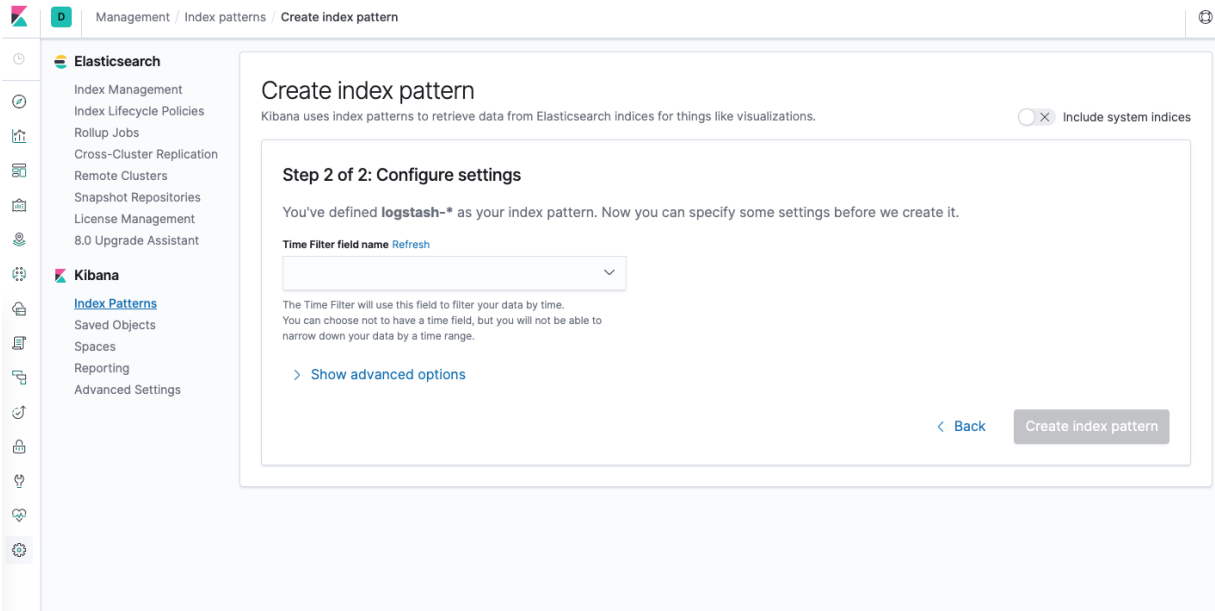 D Management / Index patterns / Create index pattern
Elasticsearch
Index Management
Index Lifecycle Policies
Rollup Jobs
Cross-Cluster Replication
Remote Clusters
Snapshot Repositories
License Management
8.0 Upgrade Assistant
Kibana
Index Patterns
Saved Objects
Spaces
Reporting
Advanced Settings
Create index pattern
Kibana uses index patterns to retrieve data from Elasticsearch indices for things like visualizations.
Include system indices
Step 2 of 2: Configure settings
You've defined logstash-* as your index pattern. Now you can specify some settings before we create it.
Time Filter field name Refresh
The Time Filter will use this field to filter your data by time.
You can choose not to have a time field, but you will not be able to
narrow down your data by a time range.
Show advanced options
Back
Create index pattern